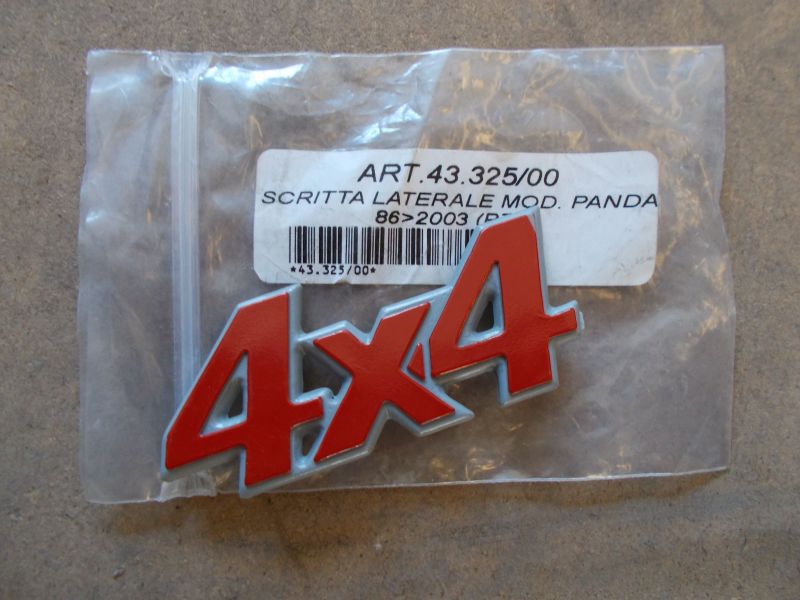 ART.43.325/00
SCRITTA LATERALE MOD. PANDA
86>2003
*43.325/00*
4x4